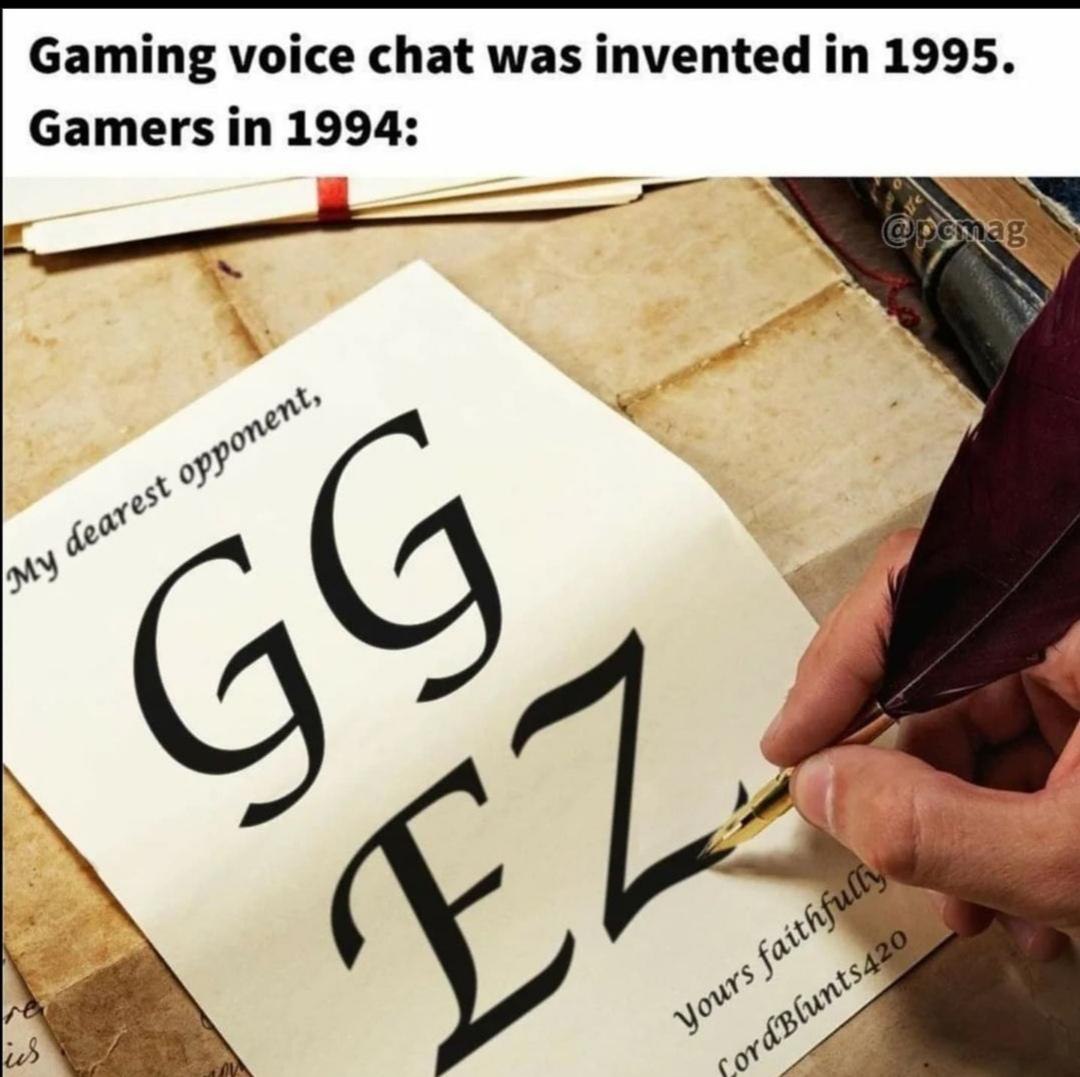 Gaming voice chat was invented in 1995.
Gamers in 1994:
@pcmag
My dearest opponent,
GG
EZ
Yours faithfully
LordBlunts420